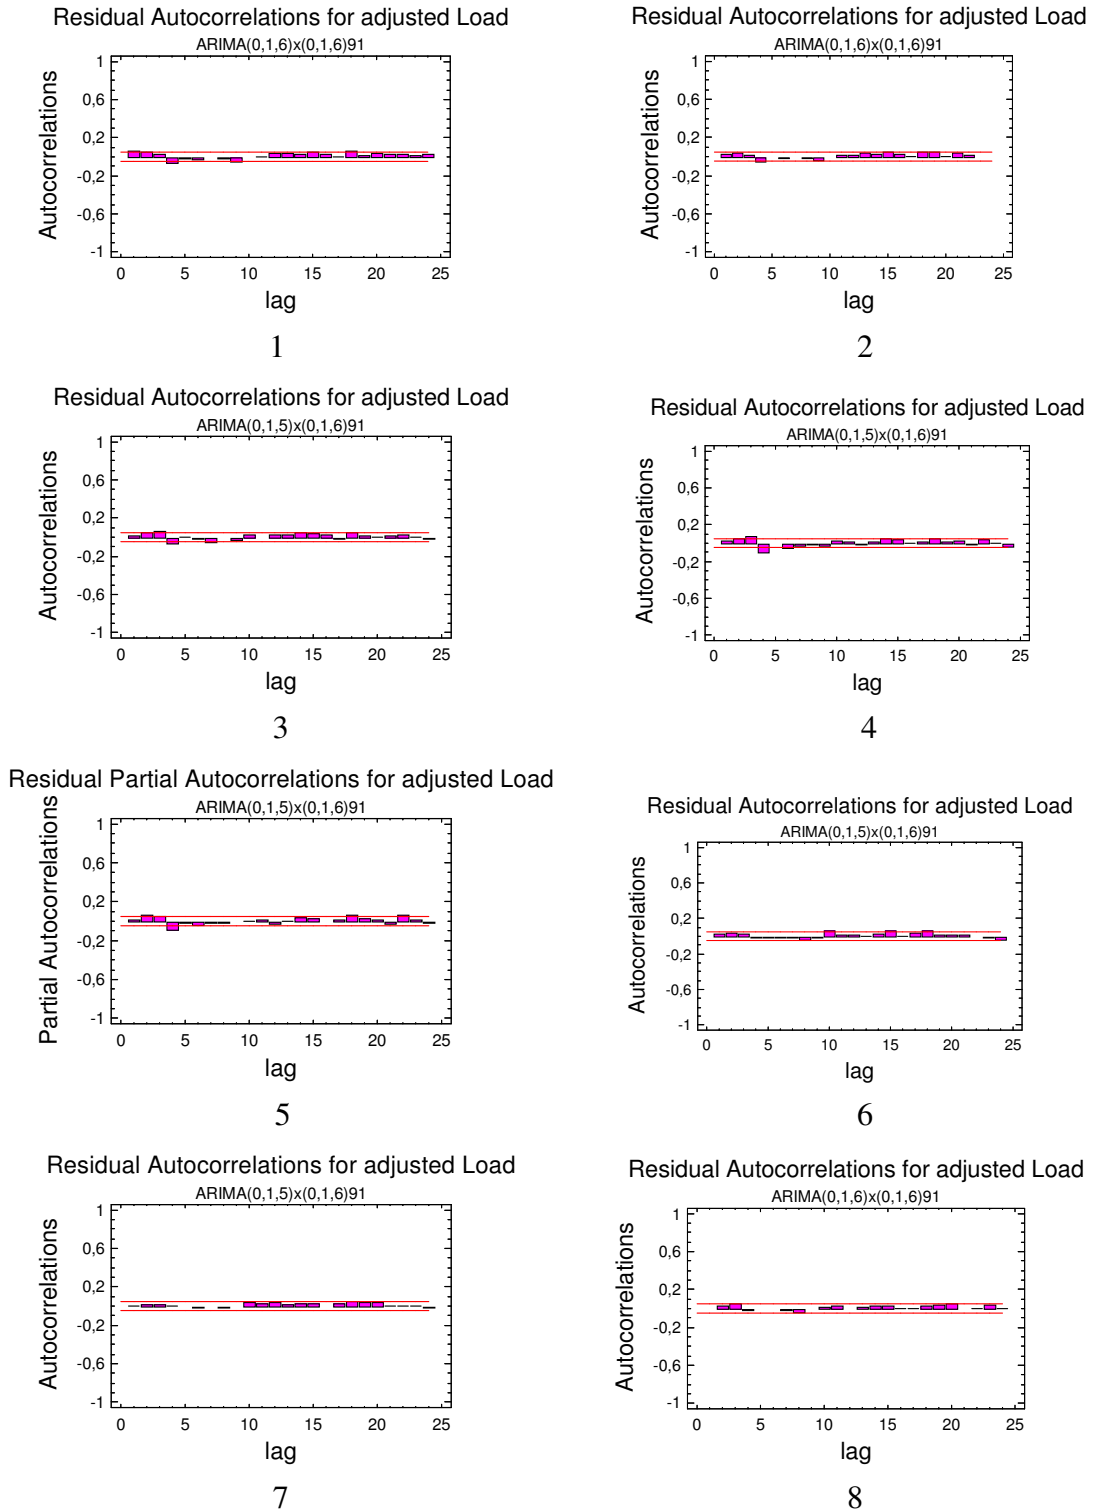 Residual Autocorrelations for adjusted Load
ARIMA(0,1,6)x(0,1,6)91
Autocorrelations
1
0,6
0,2
-0,2
-0,6
-1
0 5 10 15 20 25
lag
1
Residual Autocorrelations for adjusted Load
ARIMA(0,1,6)x(0,1,6)91
Autocorrelations
1
0,6
0,2
-0,2
-0,6
-1
0 5 10 15 20 25
lag
2
Residual Autocorrelations for adjusted Load
ARIMA(0,1,5)x(0,1,6)91
Autocorrelations
1
0,6
0,2
-0,2
-0,6
-1
0 5 10 15 20 25
lag
3
Residual Autocorrelations for adjusted Load
ARIMA(0,1,5)x(0,1,6)91
Autocorrelations
1
0,6
0,2
-0,2
-0,6
-1
0 5 10 15 20 25
lag
4
Residual Partial Autocorrelations for adjusted Load
ARIMA(0,1,5)x(0,1,6)91
Partial Autocorrelations
1
0,6
0,2
-0,2
-0,6
-1
0 5 10 15 20 25
lag
5
Residual Autocorrelations for adjusted Load
ARIMA(0,1,5)x(0,1,6)91
Autocorrelations
1
0,6
0,2
-0,2
-0,6
-1
0 5 10 15 20 25
lag
6
Residual Autocorrelations for adjusted Load
ARIMA(0,1,5)x(0,1,6)91
Autocorrelations
1
0,6
0,2
-0,2
-0,6
-1
0 5 10 15 20 25
lag
7
Residual Autocorrelations for adjusted Load
ARIMA(0,1,6)x(0,1,6)91
Autocorrelations
1
0,6
0,2
-0,2
-0,6
-1
0 5 10 15 20 25
lag
8